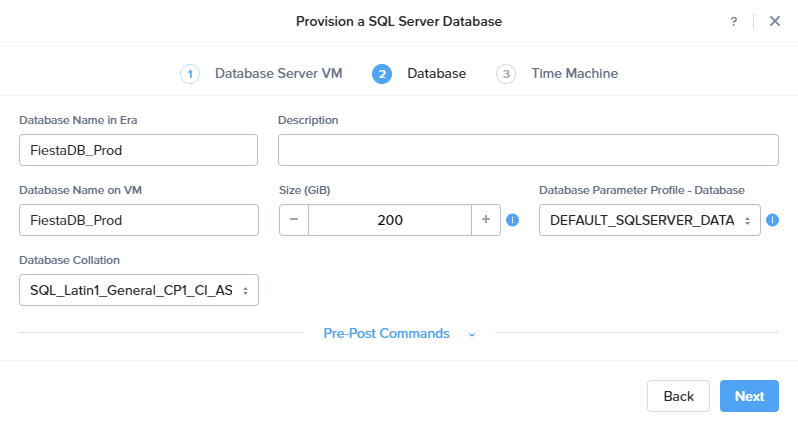 Provision a SQL Server Database
?
1 Database Server VM 2 Database 3 Time Machine
Database Name in Era Description
FiestaDB_Prod
Database Name on VM Size (GiB) Database Parameter Profile - Database
FiestaDB_Prod − 200 + i DEFAULT_SQLSERVER_DATA i
Database Collation
SQL_Latin1_General_CP1_CI_AS
Pre-Post Commands
Back Next